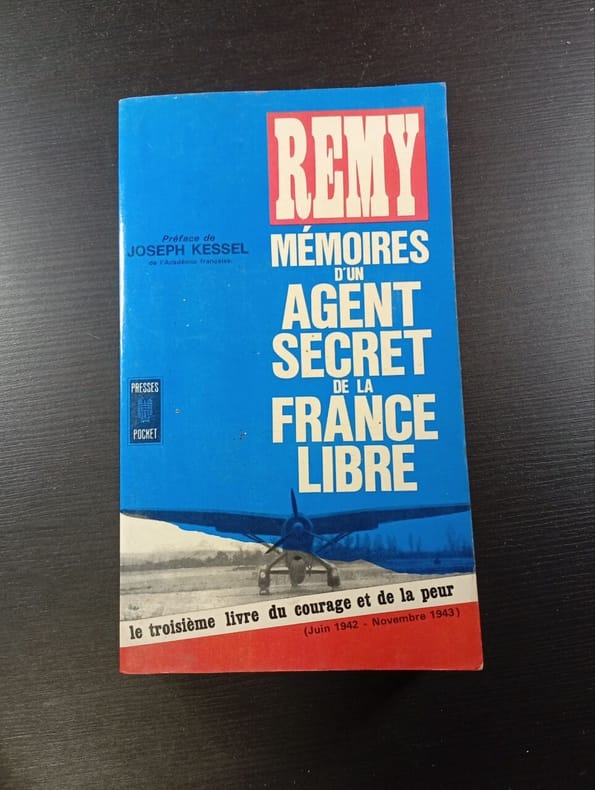 REMY
Préface de
JOSEPH KESSEL
de l'Académie française.
MÉMOIRES
D'UN
AGENT
SECRET
DE LA
FRANCE
LIBRE
PRESSES
POCKET
le troisième livre du courage et de la peur
(Juin 1942 - Novembre 1943)